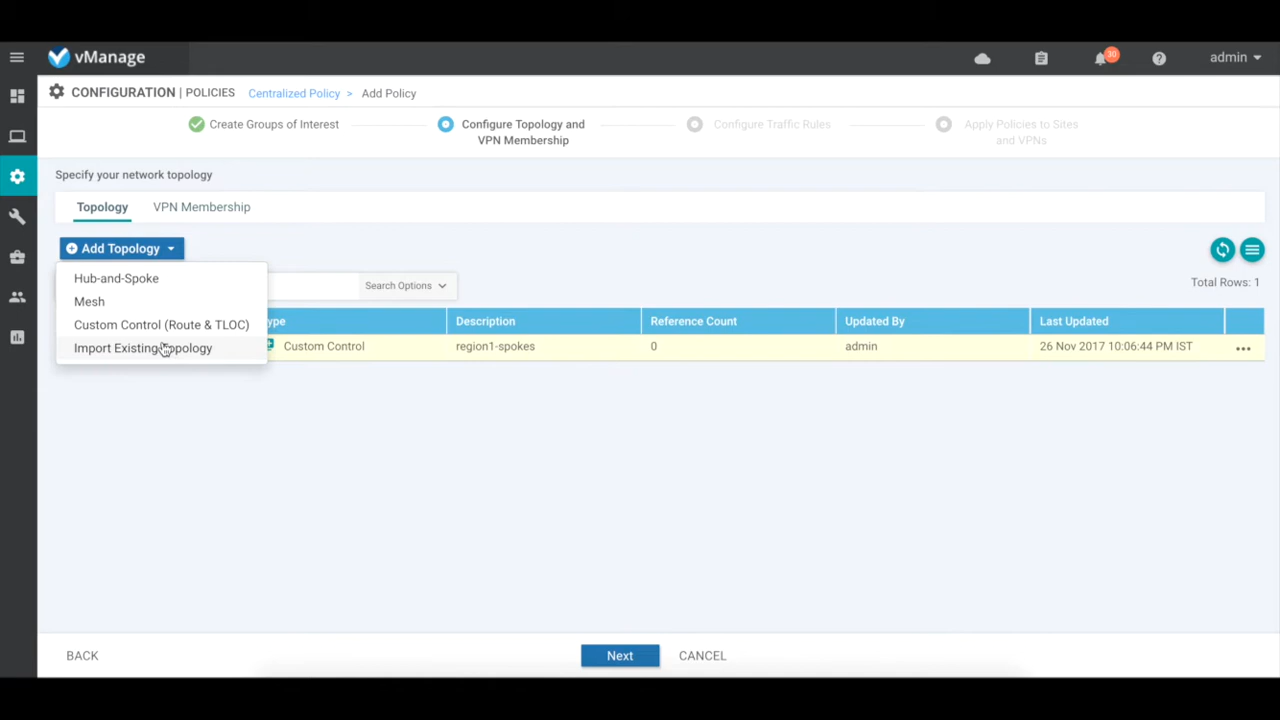 vManage
30
admin
CONFIGURATION | POLICIES
Centralized Policy > Add Policy
Create Groups of Interest
Configure Topology and
VPN Membership
Configure Traffic Rules
Apply Policies to Sites
and VPNs
Specify your network topology
Topology
VPN Membership
Add Topology
Hub-and-Spoke
Mesh
Custom Control (Route & TLOC)
Import Existing Topology
Search Options
Total Rows: 1
Description
Reference Count
Updated By
Last Updated
Custom Control
region1-spokes
0
admin
26 Nov 2017 10:06:44 PM IST
BACK
Next
CANCEL